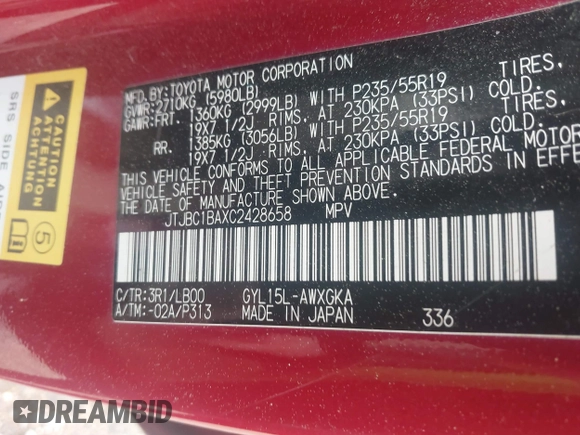 MFD.BY:TOYOTA MOTOR CORPORATION
GVWR:2710KG (5980LB)
GAWR:FRT. 1360KG (2999LB) WITH P235/55R19 TIRES,
19X7 1/2J RIMS, AT 230KPA (33PSI) COLD.
RR. 1385KG (3056LB) WITH P235/55R19 TIRES,
19X7 1/2J RIMS, AT 230KPA (33PSI) COLD.
THIS VEHICLE CONFORMS TO ALL APPLICABLE FEDERAL MOTOR
VEHICLE SAFETY AND THEFT PREVENTION STANDARDS IN EFFE
THE DATE OF MANUFACTURE SHOWN ABOVE.
JTJBC1BAXC2428658 MPV
C/TR:3R1/LB00 GYL15L-AWXGKA
A/TM:-02A/P313 MADE IN JAPAN 336
SRS SIDE
CAUTION
ATTENTION
ACHTUNG
5
DREAMBID